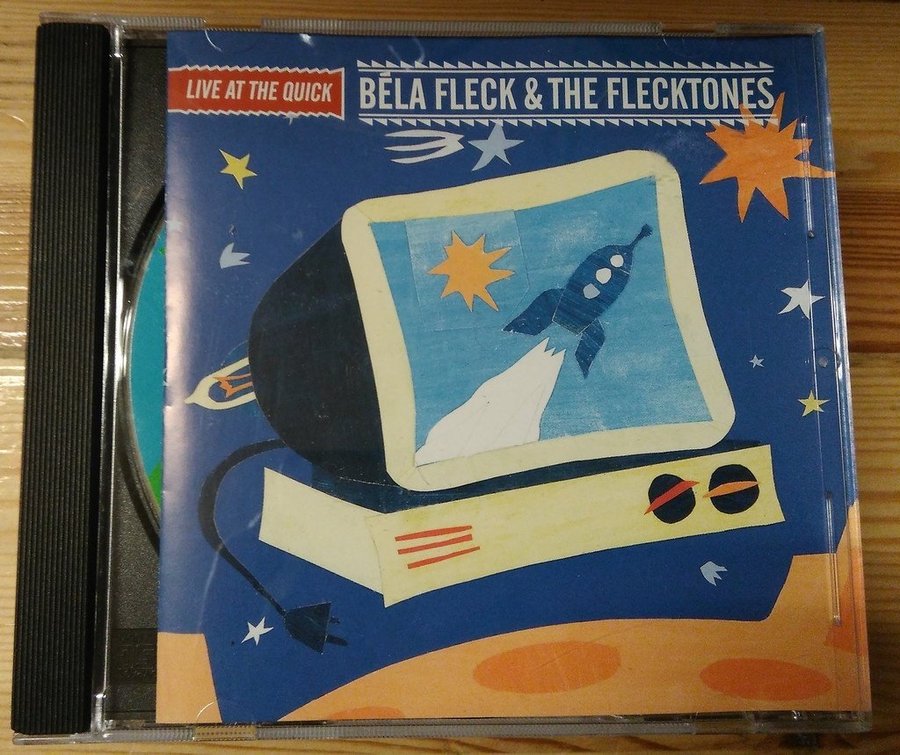 LIVE AT THE QUICK
BÉLA FLECK & THE FLECKTONES